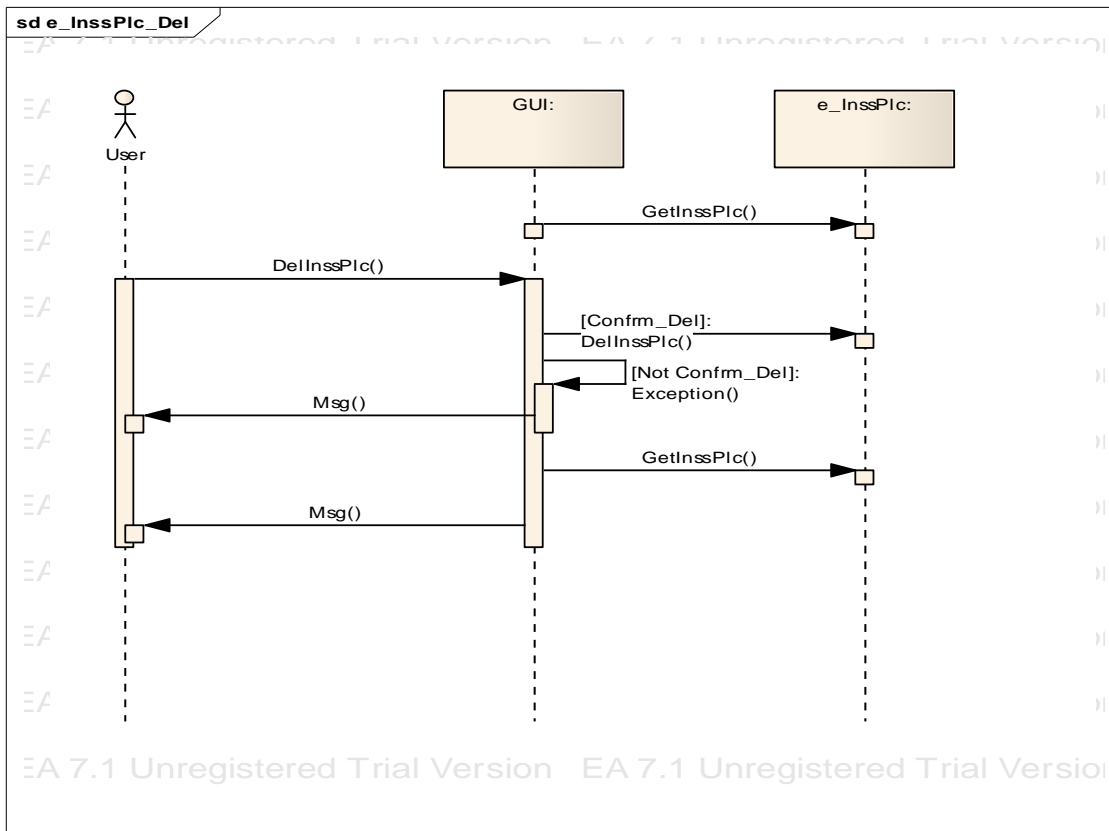 sd e_InssPlc_Del
EA 7.1 Unregistered Trial Version EA 7.1 Unregistered Trial Version
User
GUI:
e_InssPlc:
GetInssPlc()
DelInssPlc()
[Confrm_Del]:
DelInssPlc()
[Not Confrm_Del]:
Exception()
Msg()
GetInssPlc()
Msg()
EA 7.1 Unregistered Trial Version EA 7.1 Unregistered Trial Version